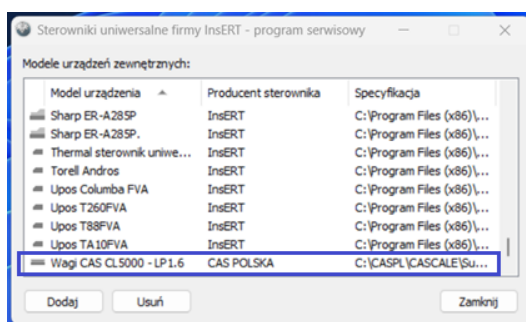 Sterowniki uniwersalne firmy InsERT - program serwisowy
Modele urządzeń zewnętrznych:
Model urządzenia Producent sterownika Specyfikacja
Sharp ER-A285P InsERT C:\Program Files (x86)\,...
Sharp ER-A285P. InsERT C:\Program Files (x86)\,...
Thermal sterownik uniwe... InsERT C:\Program Files (x86)\,...
Torell Andros InsERT C:\Program Files (x86)\,...
Upos Columba FVA InsERT C:\Program Files (x86)\,...
Upos T260FVA InsERT C:\Program Files (x86)\,...
Upos T88FVA InsERT C:\Program Files (x86)\,...
Upos TA10FVA InsERT C:\Program Files (x86)\,...
Wagi CAS CL5000 - LP1.6 CAS POLSKA C:\CASPL\CASCALE\Su...
Dodaj Usuń Zamknij